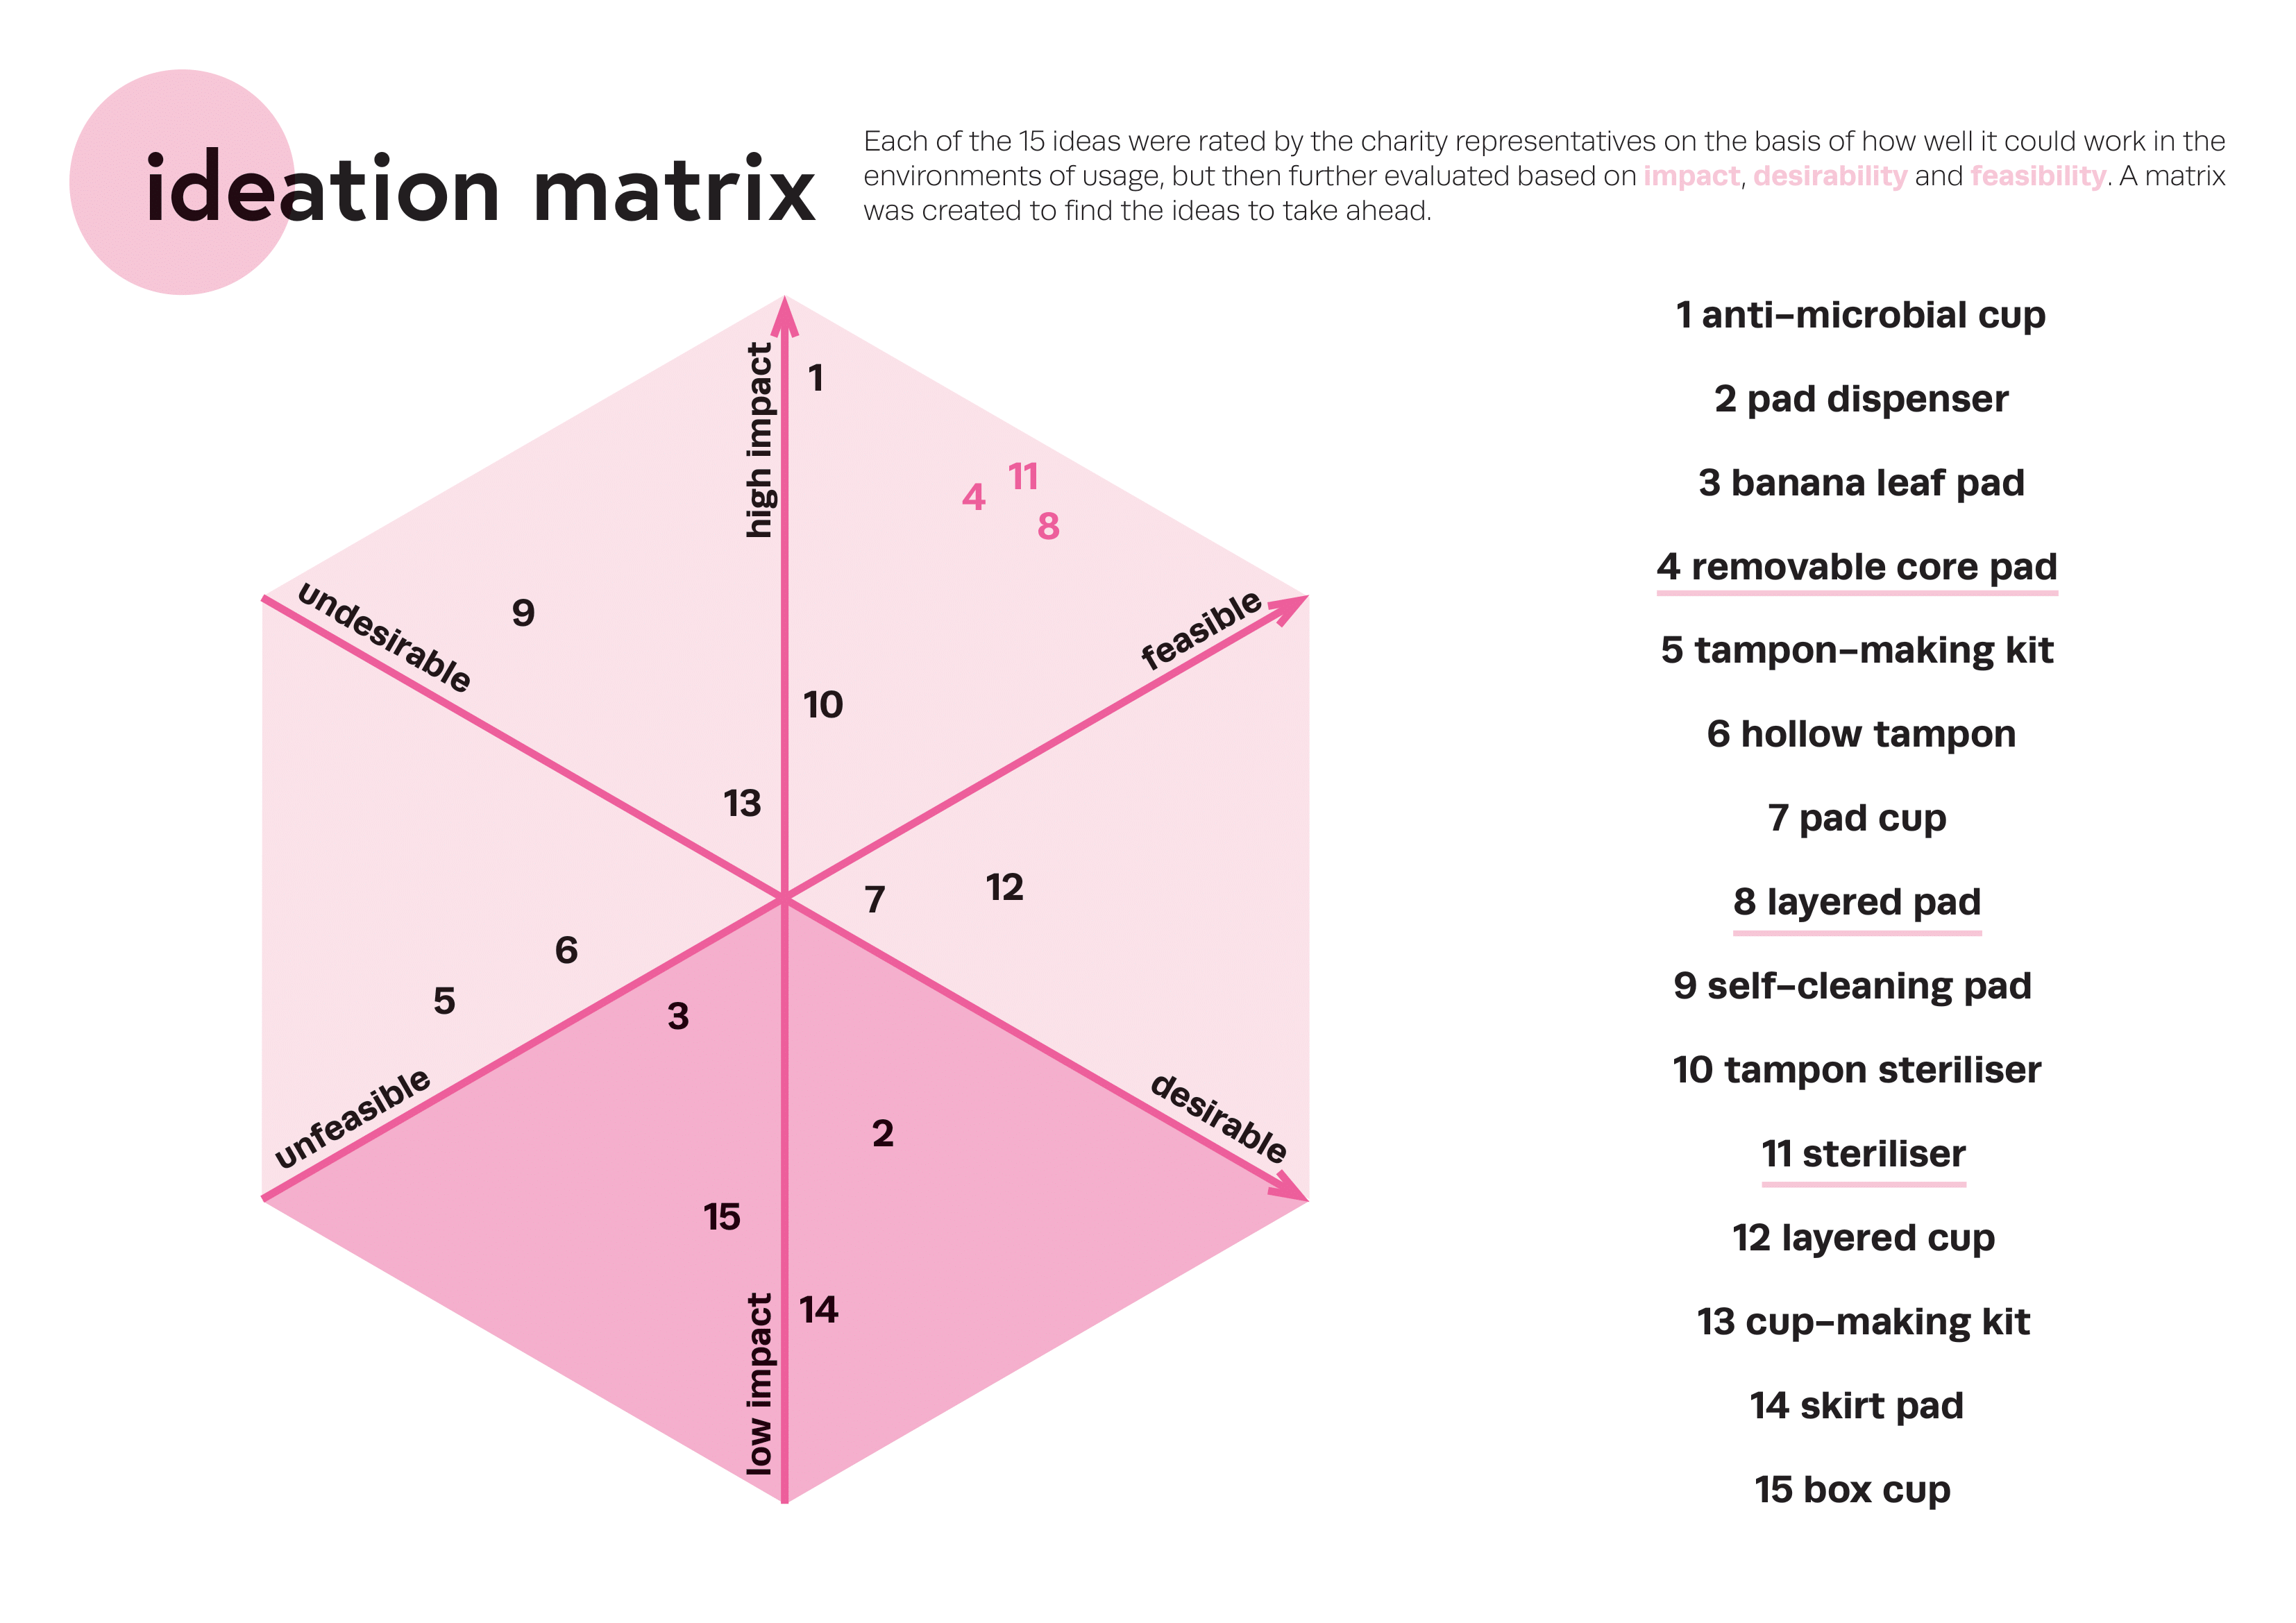 ideation matrix
Each of the 15 ideas were rated by the charity representatives on the basis of how well it could work in the
environments of usage, but then further evaluated based on impact, desirability and feasibility. A matrix
was created to find the ideas to take ahead.
high impact
1
11
4
8
undesirable
9
feasible
10
13
7
12
6
5
3
unfeasible
desirable
2
15
14
low impact
1 anti-microbial cup
2 pad dispenser
3 banana leaf pad
4 removable core pad
5 tampon-making kit
6 hollow tampon
7 pad cup
8 layered pad
9 self-cleaning pad
10 tampon steriliser
11 steriliser
12 layered cup
13 cup-making kit
14 skirt pad
15 box cup